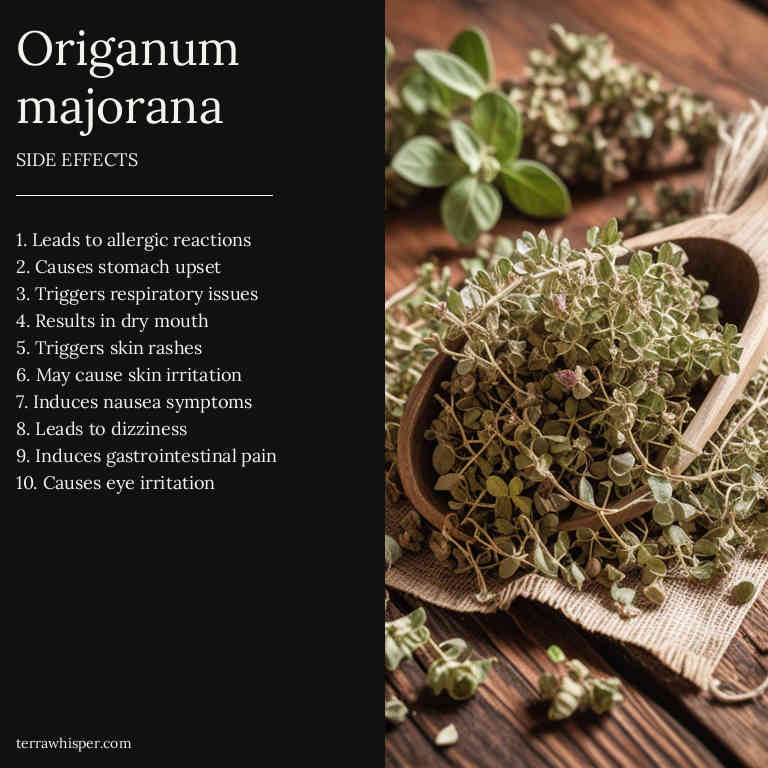 Origanum
majorana
SIDE EFFECTS
1. Leads to allergic reactions
2. Causes stomach upset
3. Triggers respiratory issues
4. Results in dry mouth
5. Triggers skin rashes
6. May cause skin irritation
7. Induces nausea symptoms
8. Leads to dizziness
9. Induces gastrointestinal pain
10. Causes eye irritation
terrawhisper.com